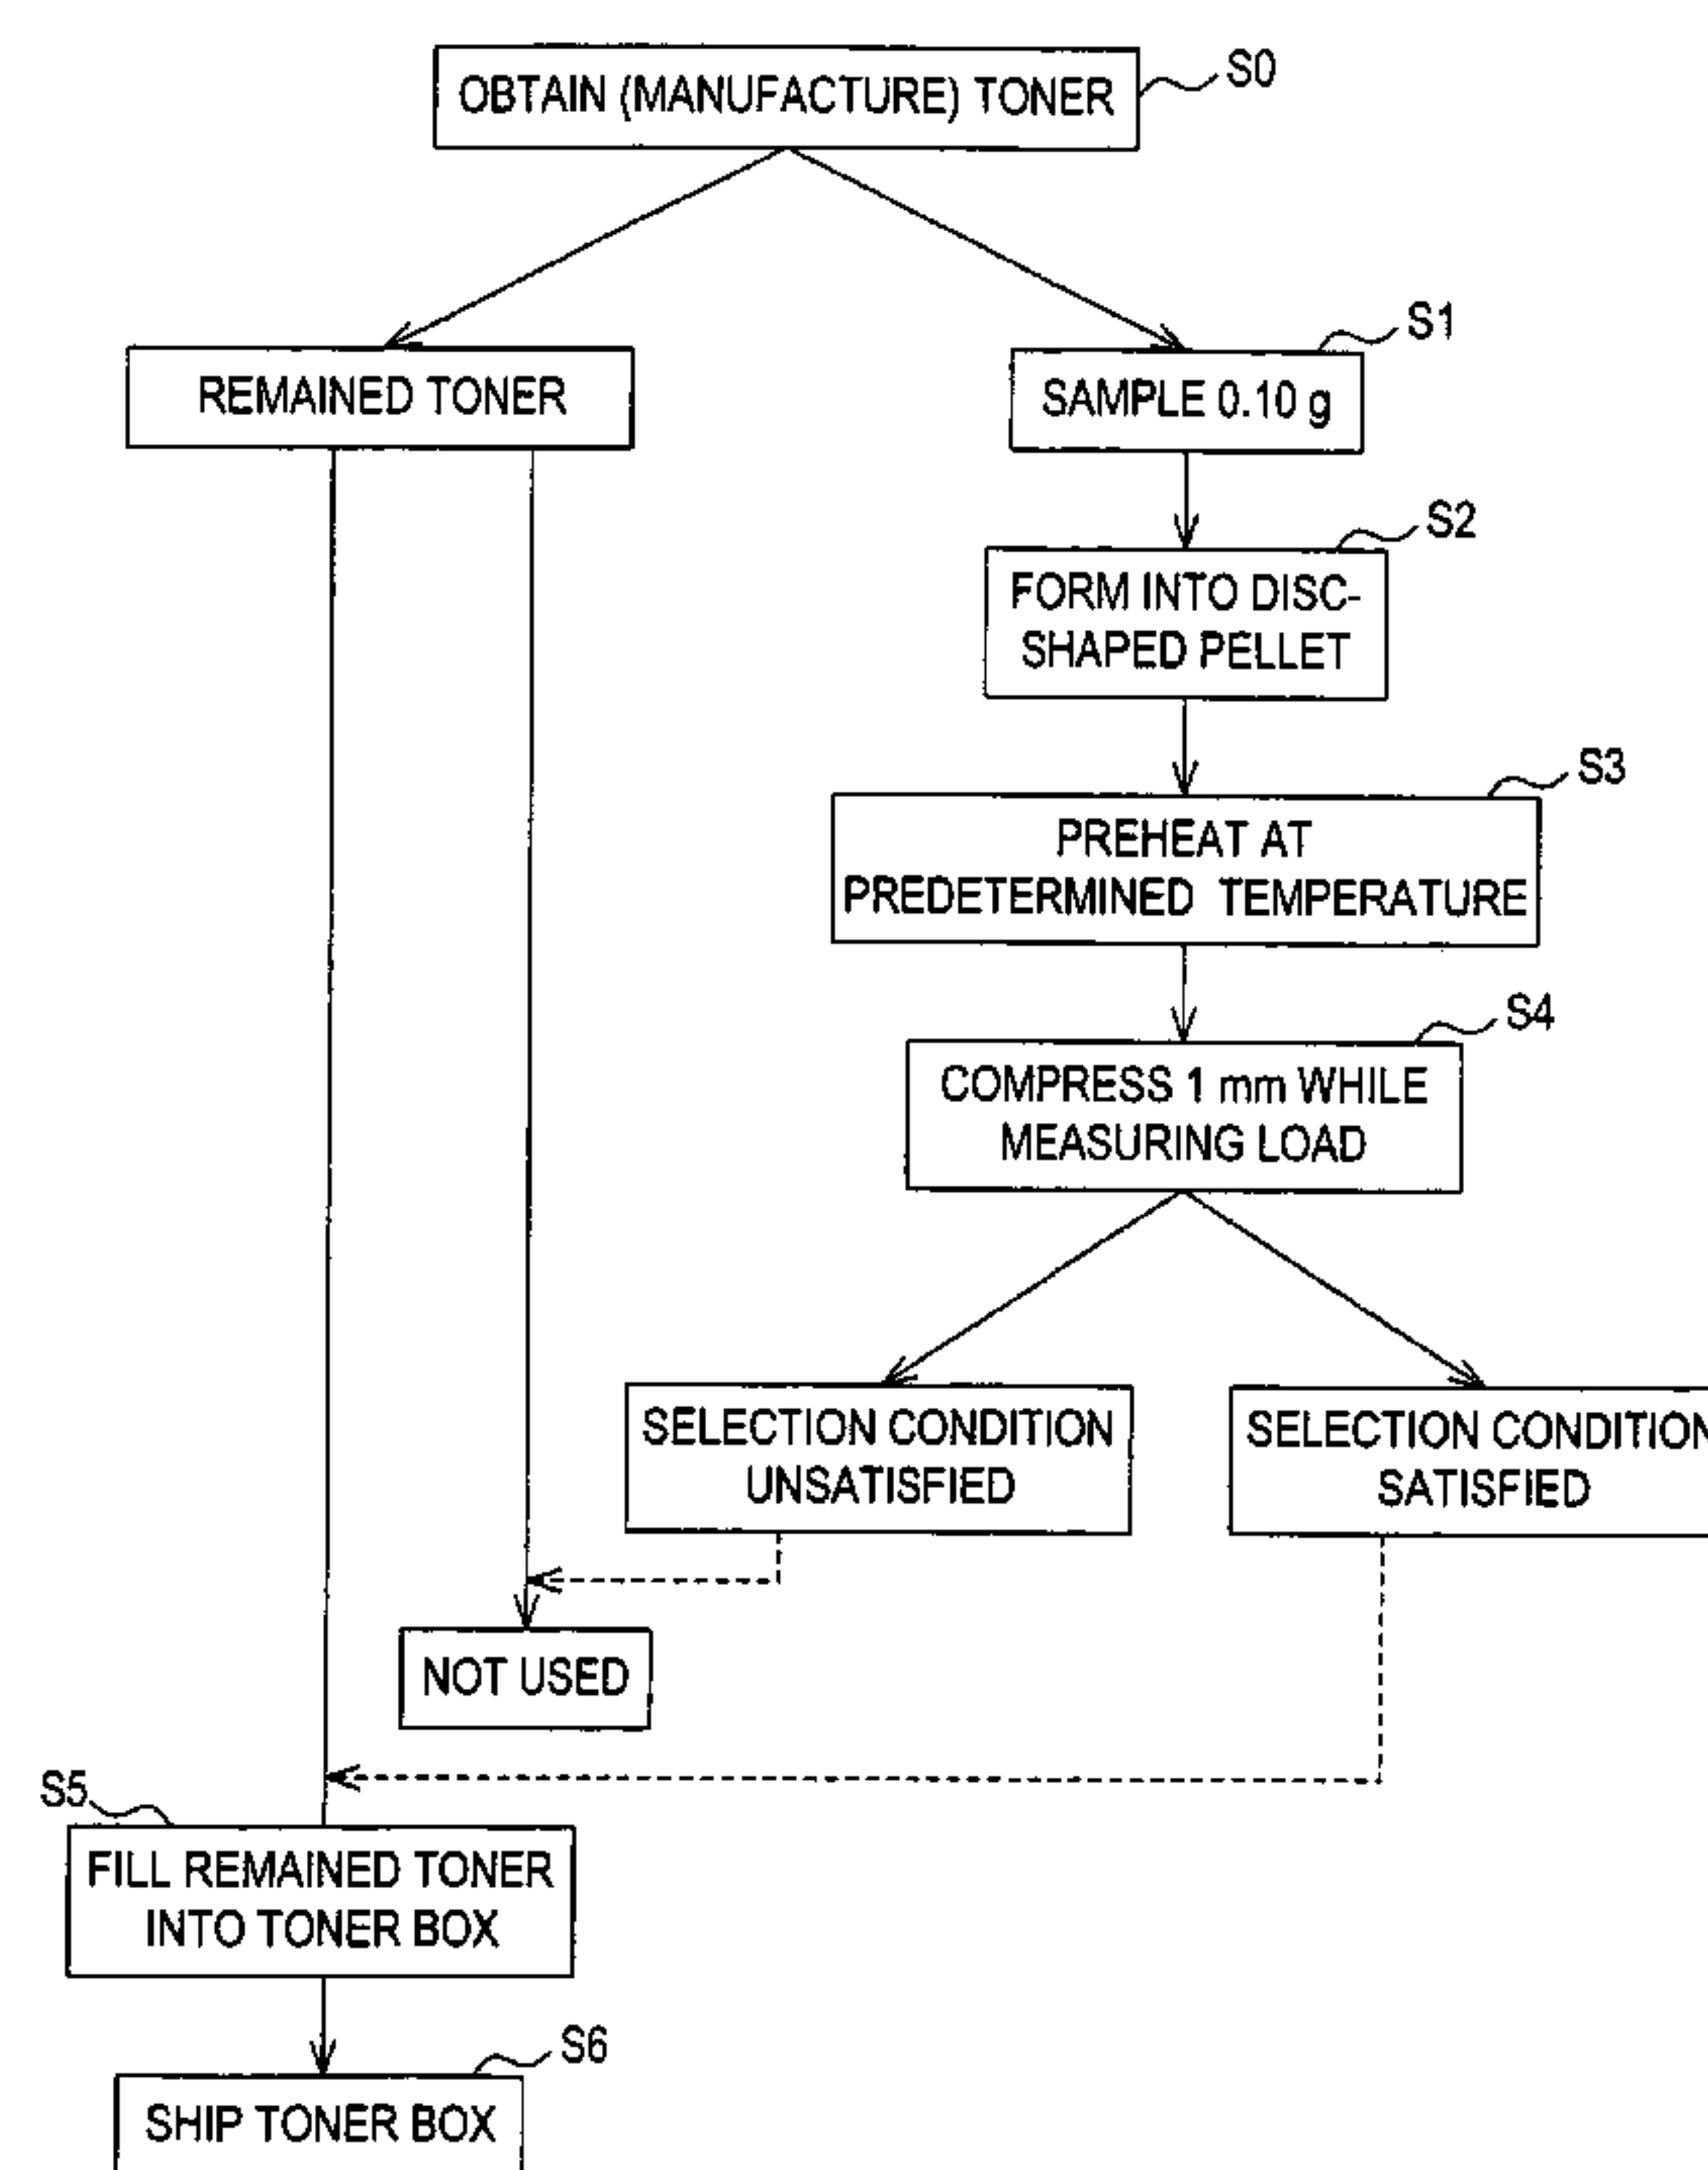 OBTAIN (MANUFACTURE) TONER
S0
REMAINED TONER
S1
SAMPLE 0.10 g
S2
FORM INTO DISC-
SHAPED PELLET
S3
PREHEAT AT
PREDETERMINED TEMPERATURE
S4
COMPRESS 1 mm WHILE
MEASURING LOAD
SELECTION CONDITION
UNSATISFIED
SELECTION CONDITION
SATISFIED
NOT USED
S5
FILL REMAINED TONER
INTO TONER BOX
S6
SHIP TONER BOX